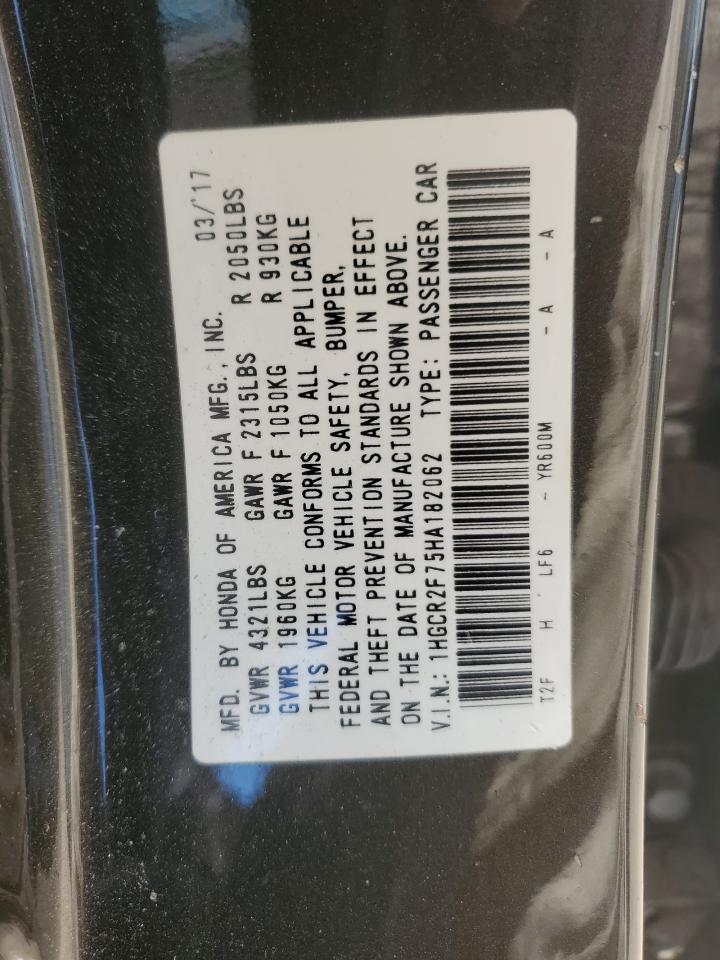 MFD. BY HONDA OF AMERICA MFG., INC. 03/'17
GVWR 4321LBS GAWR F 2315LBS R 2050LBS
GVWR 1960KG GAWR F 1050KG R 930KG
THIS VEHICLE CONFORMS TO ALL APPLICABLE
FEDERAL MOTOR VEHICLE SAFETY, BUMPER,
AND THEFT PREVENTION STANDARDS IN EFFECT
ON THE DATE OF MANUFACTURE SHOWN ABOVE.
V.I.N.: 1HGCR2F75HA182062 TYPE: PASSENGER CAR
T2F H ' LF6 - YR600M - A - A